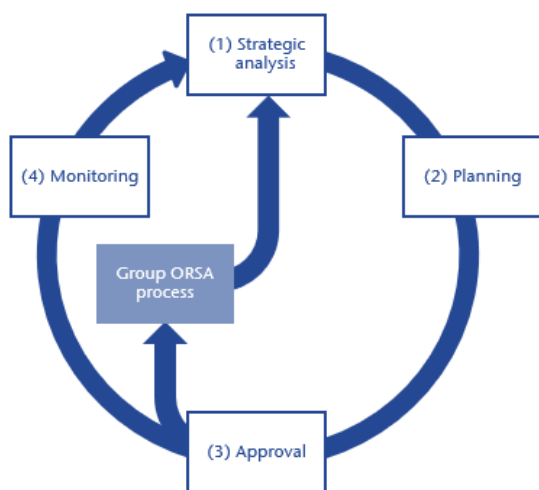 (1) Strategic
analysis
(2) Planning
(4) Monitoring
Group ORSA
process
(3) Approval